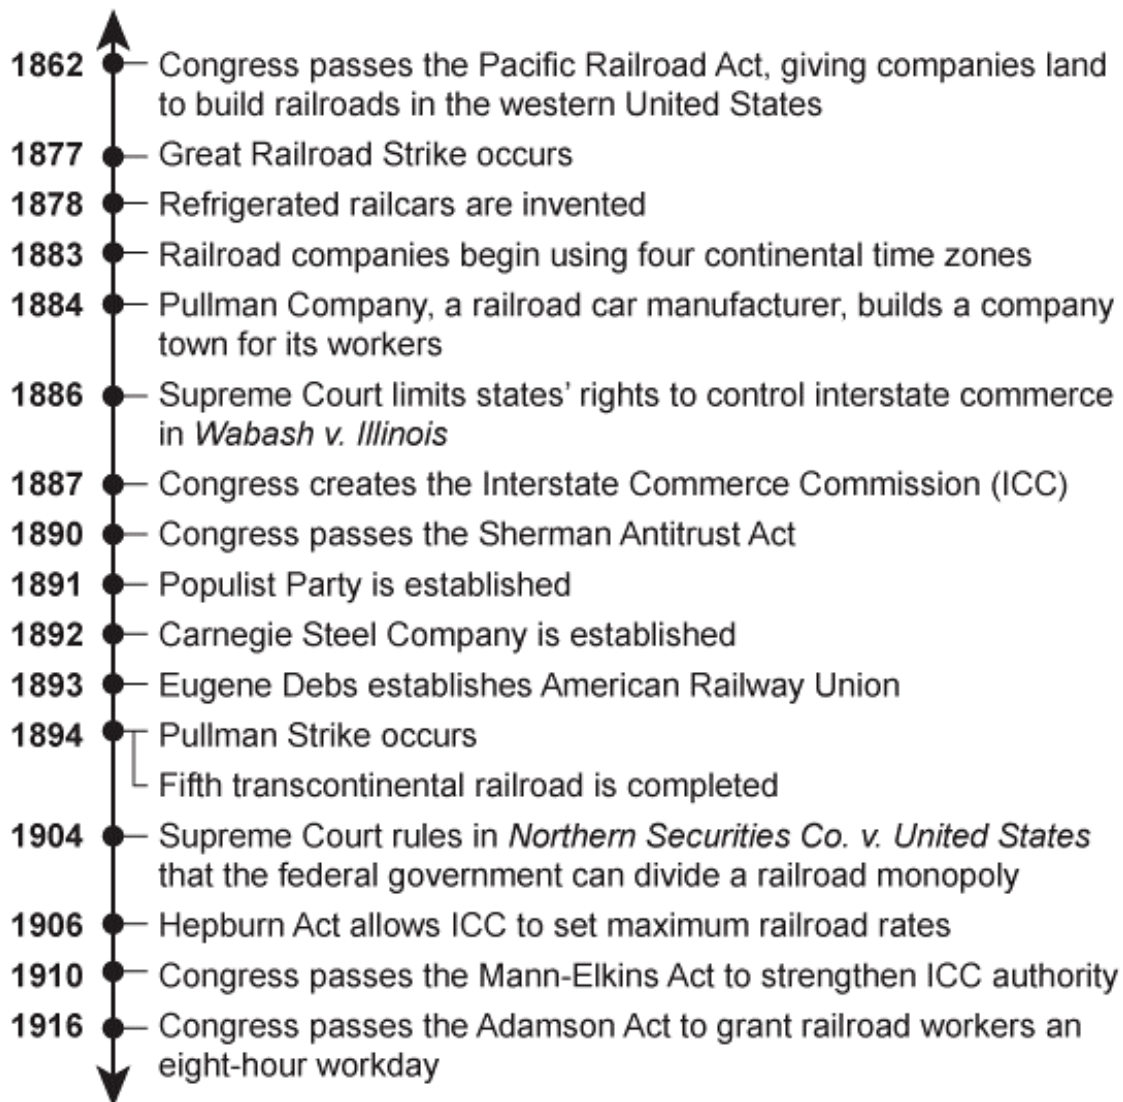 1862 Congress passes the Pacific Railroad Act, giving companies land
to build railroads in the western United States
1877 Great Railroad Strike occurs
1878 Refrigerated railcars are invented
1883 Railroad companies begin using four continental time zones
1884 Pullman Company, a railroad car manufacturer, builds a company
town for its workers
1886 Supreme Court limits states’ rights to control interstate commerce
in Wabash v. Illinois
1887 Congress creates the Interstate Commerce Commission (ICC)
1890 Congress passes the Sherman Antitrust Act
1891 Populist Party is established
1892 Carnegie Steel Company is established
1893 Eugene Debs establishes American Railway Union
1894 Pullman Strike occurs
Fifth transcontinental railroad is completed
1904 Supreme Court rules in Northern Securities Co. v. United States
that the federal government can divide a railroad monopoly
1906 Hepburn Act allows ICC to set maximum railroad rates
1910 Congress passes the Mann-Elkins Act to strengthen ICC authority
1916 Congress passes the Adamson Act to grant railroad workers an
eight-hour workday